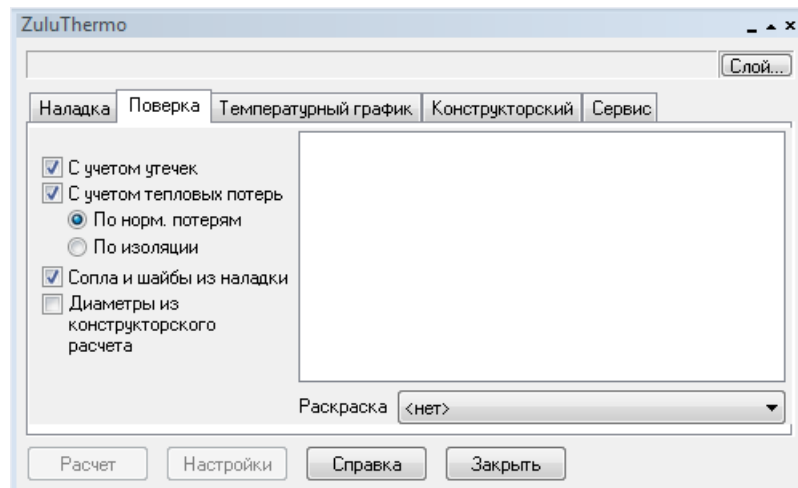 ZuluThermo
Слой...
Наладка Поверка Температурный график Конструкторский Сервис
С учетом утечек
С учетом тепловых потерь
По норм. потерям
По изоляции
Сопла и шайбы из наладки
Диаметры из
конструкторского
расчета
Раскраска <нет>
Расчет Настройки Справка Закрыть